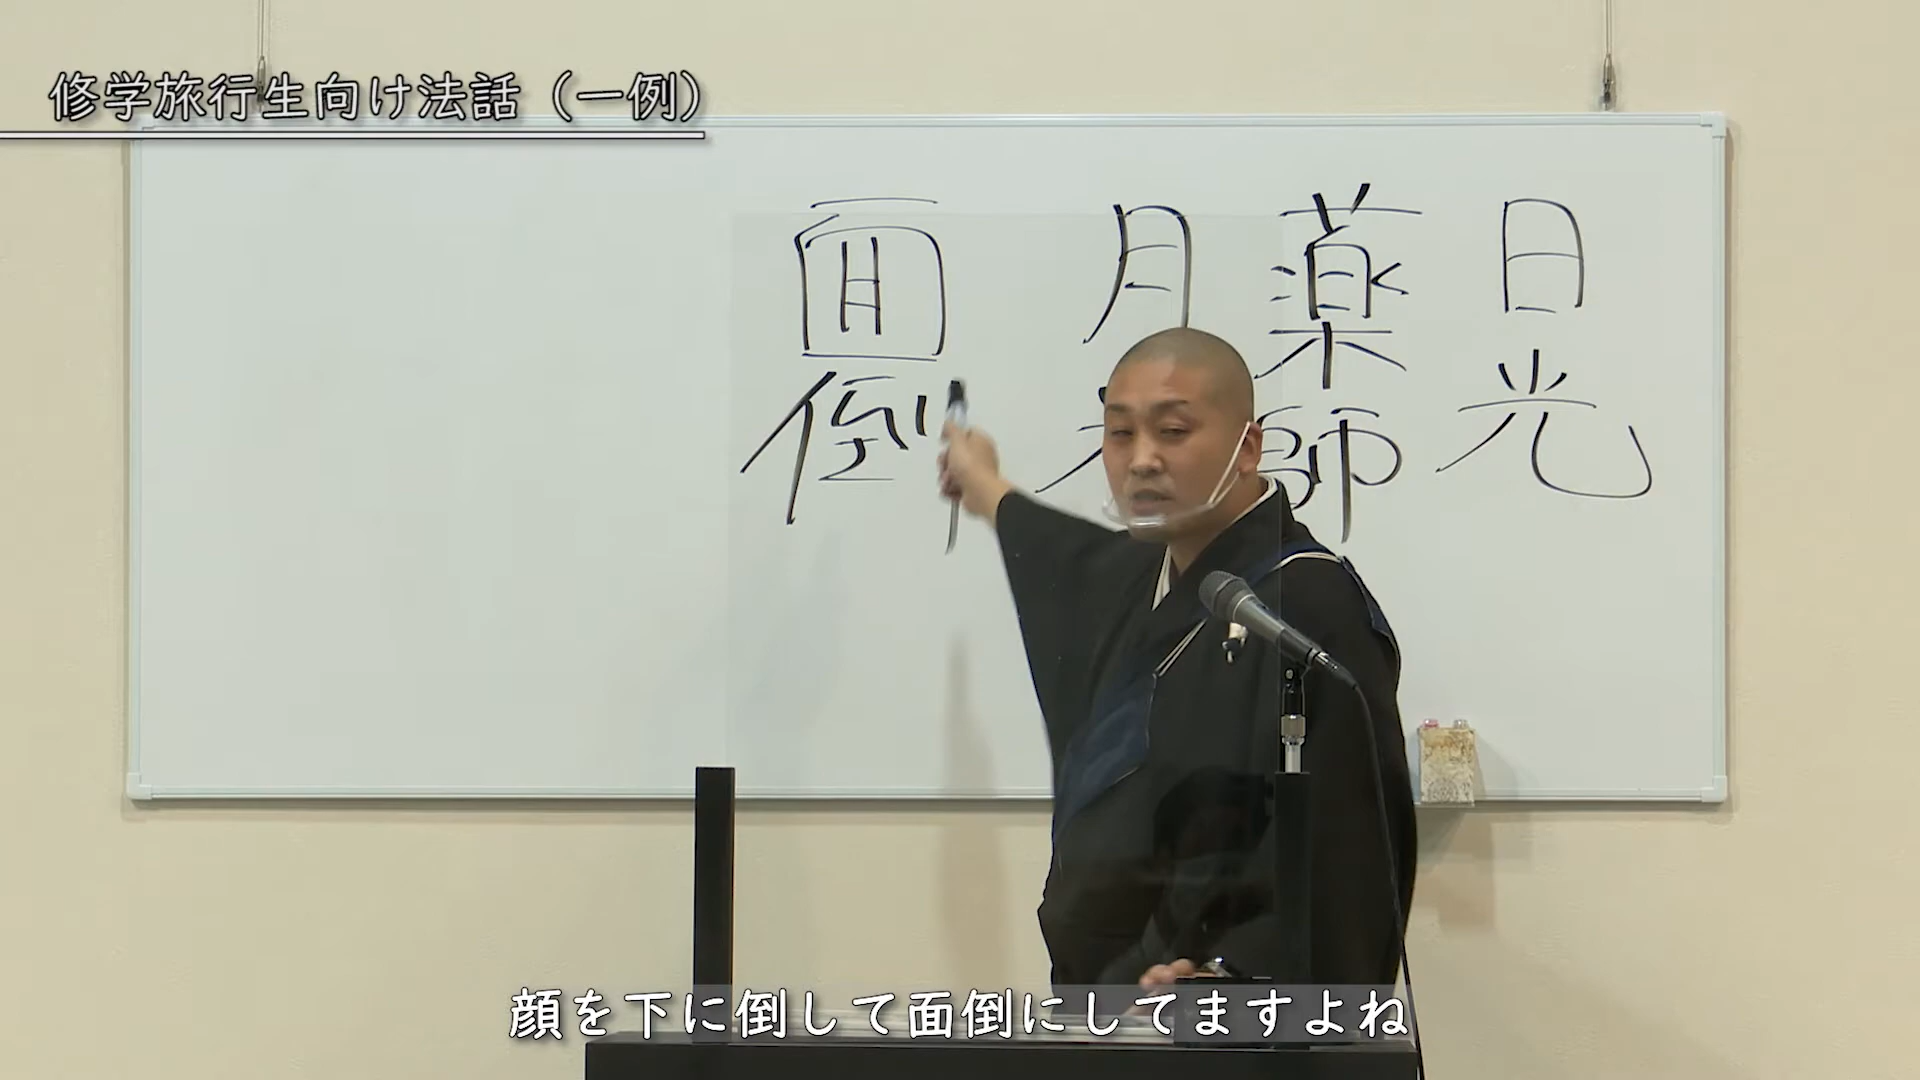 修学旅行生向け法話（一例）
日光
薬師
月
面倒
顔を下に倒して面倒にしてますよね